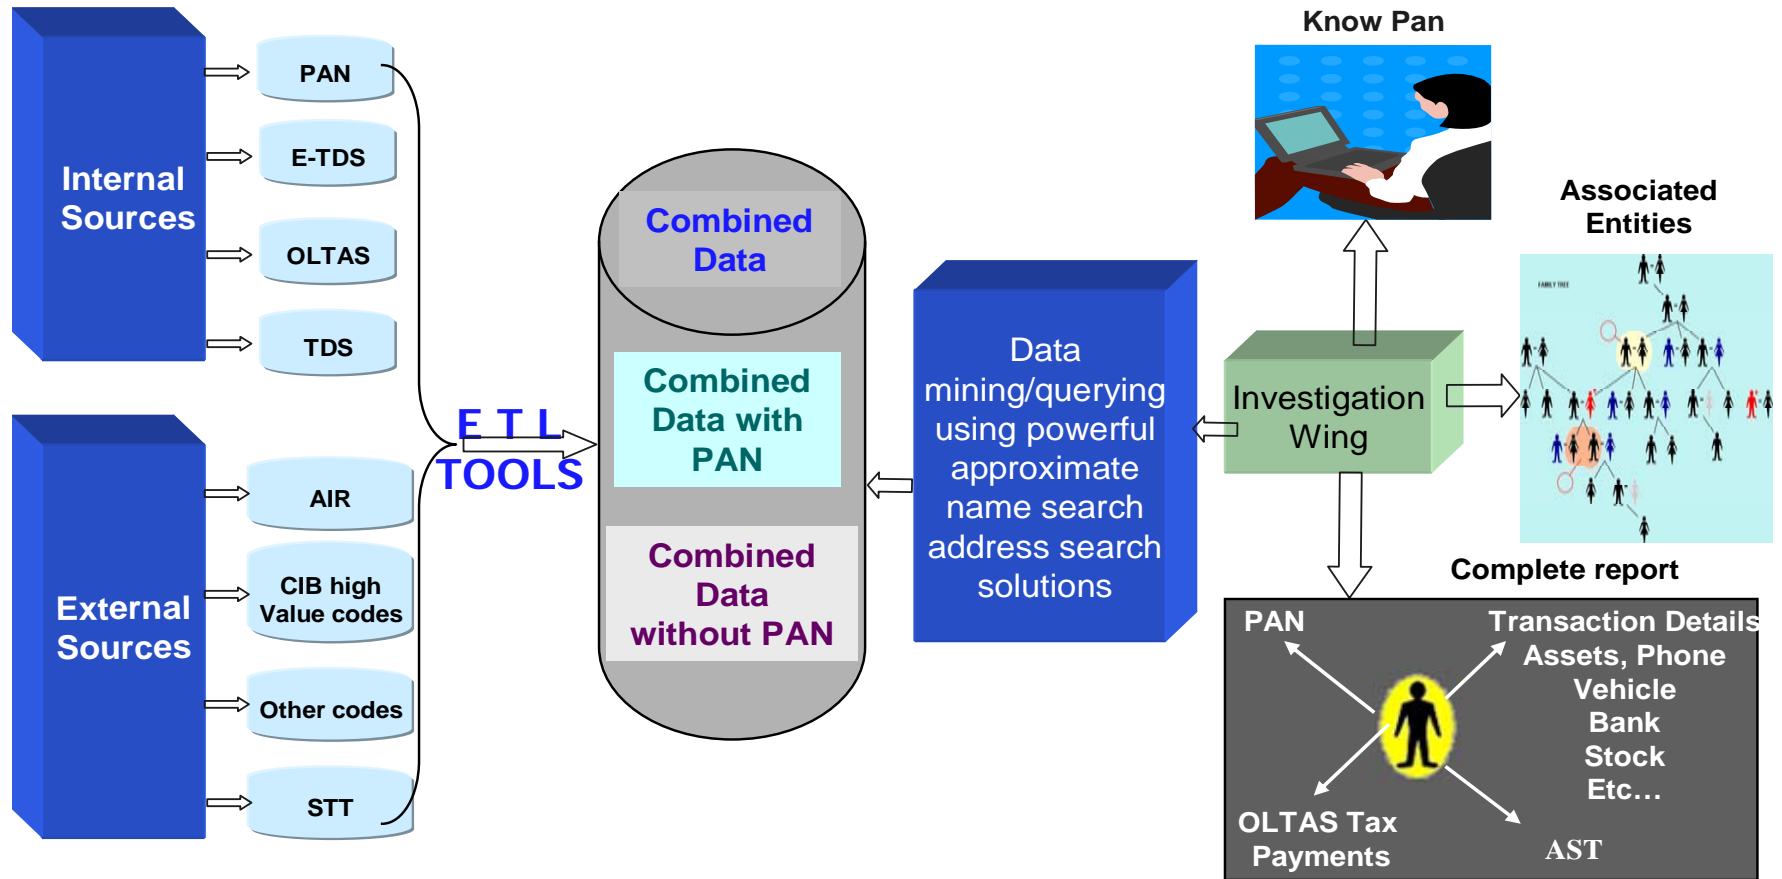 Internal
Sources
PAN
E-TDS
OLTAS
TDS
External
Sources
AIR
CIB high
Value codes
Other codes
STT
E T L
TOOLS
Combined
Data
Combined
Data with
PAN
Combined
Data
without PAN
Data
mining/querying
using powerful
approximate
name search
address search
solutions
Investigation
Wing
Know Pan
Associated
Entities
FAMILY TREE
Complete report
PAN
Transaction Details
Assets, Phone
Vehicle
Bank
Stock
Etc…
OLTAS Tax
Payments
AST